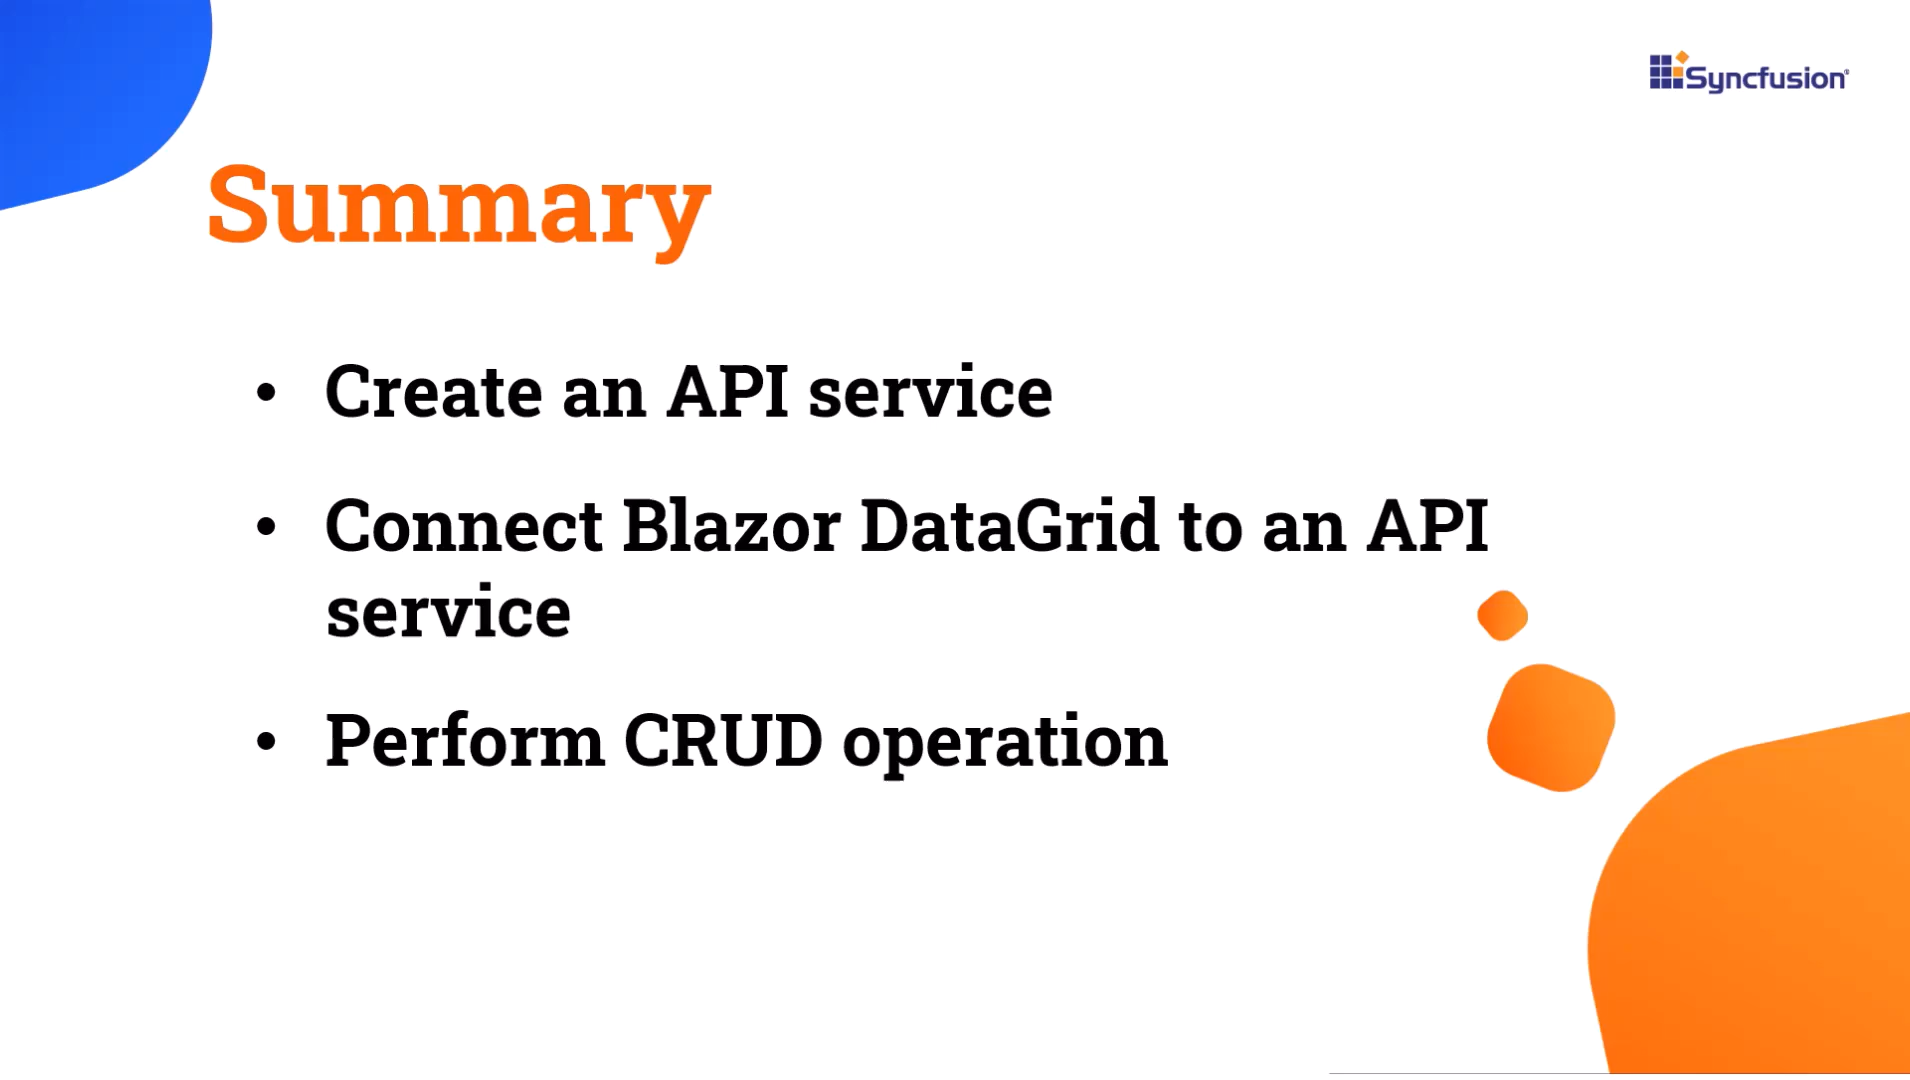 Syncfusion®
Summary
• Create an API service
• Connect Blazor DataGrid to an API
service
• Perform CRUD operation